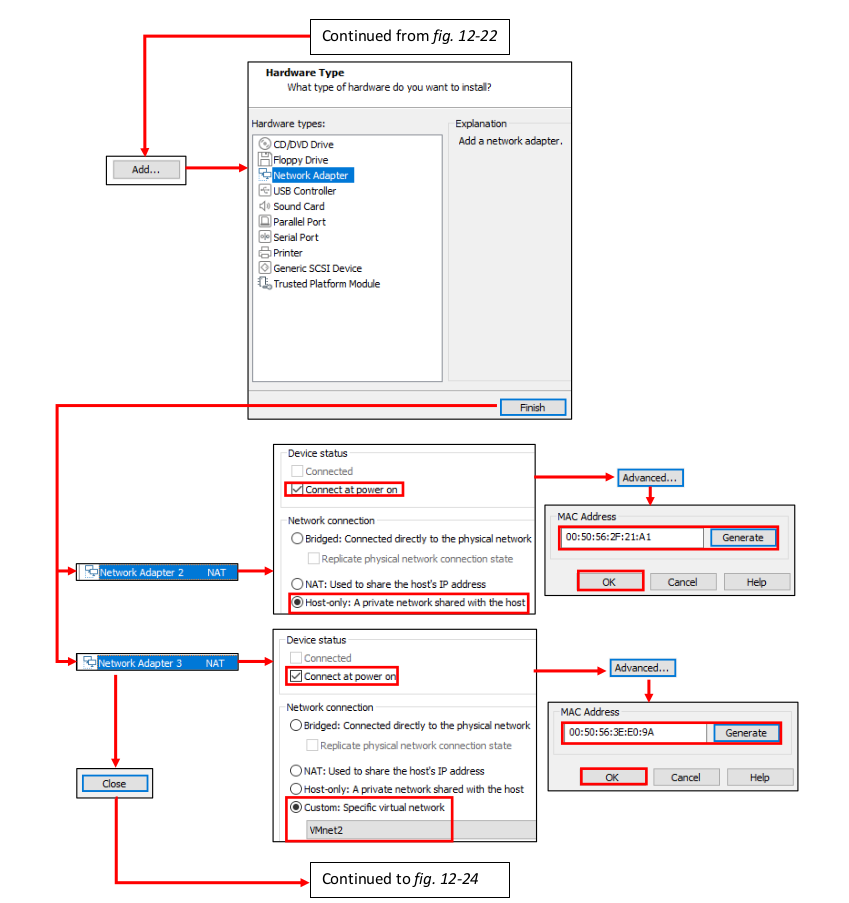 Continued from fig. 12-22
Hardware Type
What type of hardware do you want to install?
Hardware types:
Explanation
CD/DVD Drive
Add a network adapter.
Floppy Drive
Network Adapter
USB Controller
Sound Card
Parallel Port
Serial Port
Printer
Generic SCSI Device
Trusted Platform Module
Add...
Finish
Device status
Connected
Connect at power on
Network connection
Bridged: Connected directly to the physical network
Replicate physical network connection state
NAT: Used to share the host's IP address
Host-only: A private network shared with the host
Advanced...
MAC Address
00:50:56:2F:21:A1
Generate
OK
Cancel
Help
Network Adapter 2 NAT
Network Adapter 3 NAT
Device status
Connected
Connect at power on
Network connection
Bridged: Connected directly to the physical network
Replicate physical network connection state
NAT: Used to share the host's IP address
Host-only: A private network shared with the host
Custom: Specific virtual network
VMnet2
Advanced...
MAC Address
00:50:56:3E:E0:9A
Generate
OK
Cancel
Help
Close
Continued to fig. 12-24